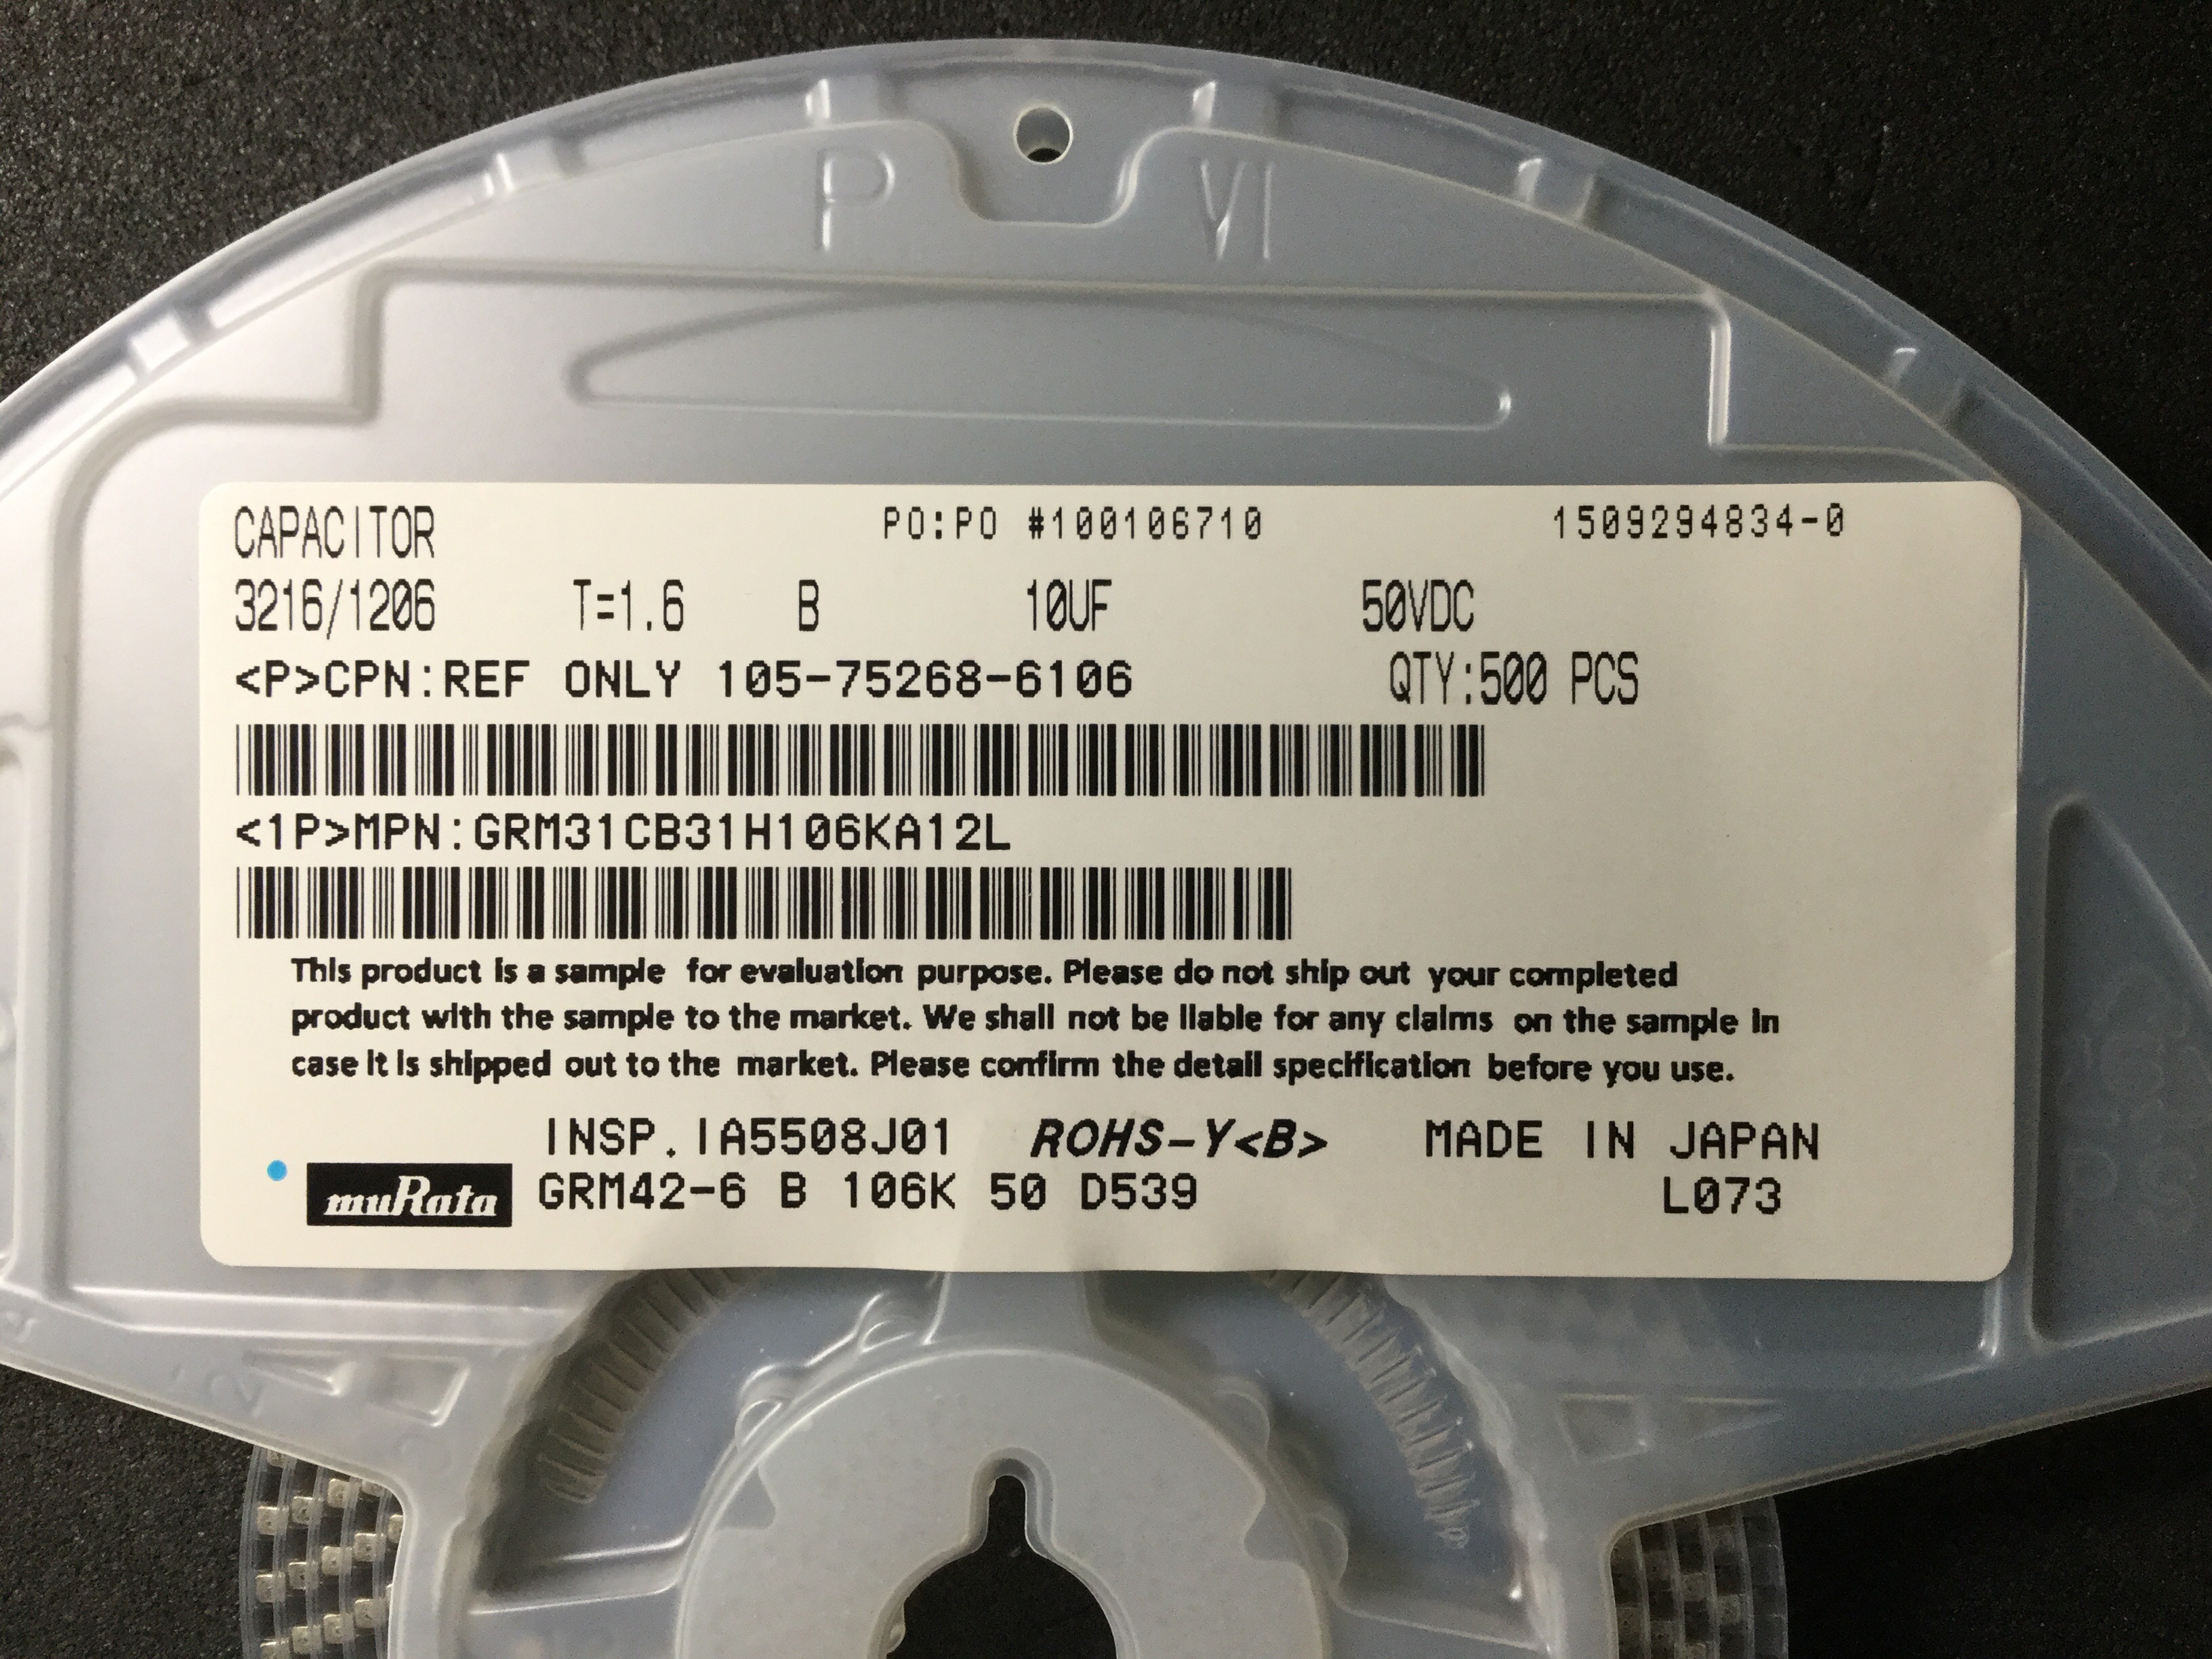 P VI
CAPACITOR PO:PO #100106710 1509294834-0
3216/1206 T=1.6 B 10UF 50VDC
<P>CPN:REF ONLY 105-75268-6106 QTY:500 PCS
<1P>MPN:GRM31CB31H106KA12L
This product is a sample for evaluation purpose. Please do not ship out your completed
product with the sample to the market. We shall not be liable for any claims on the sample in
case it is shipped out to the market. Please confirm the detail specification before you use.
INSP.IA5508J01 ROHS-Y<B> MADE IN JAPAN
muRata GRM42-6 B 106K 50 D539 L073